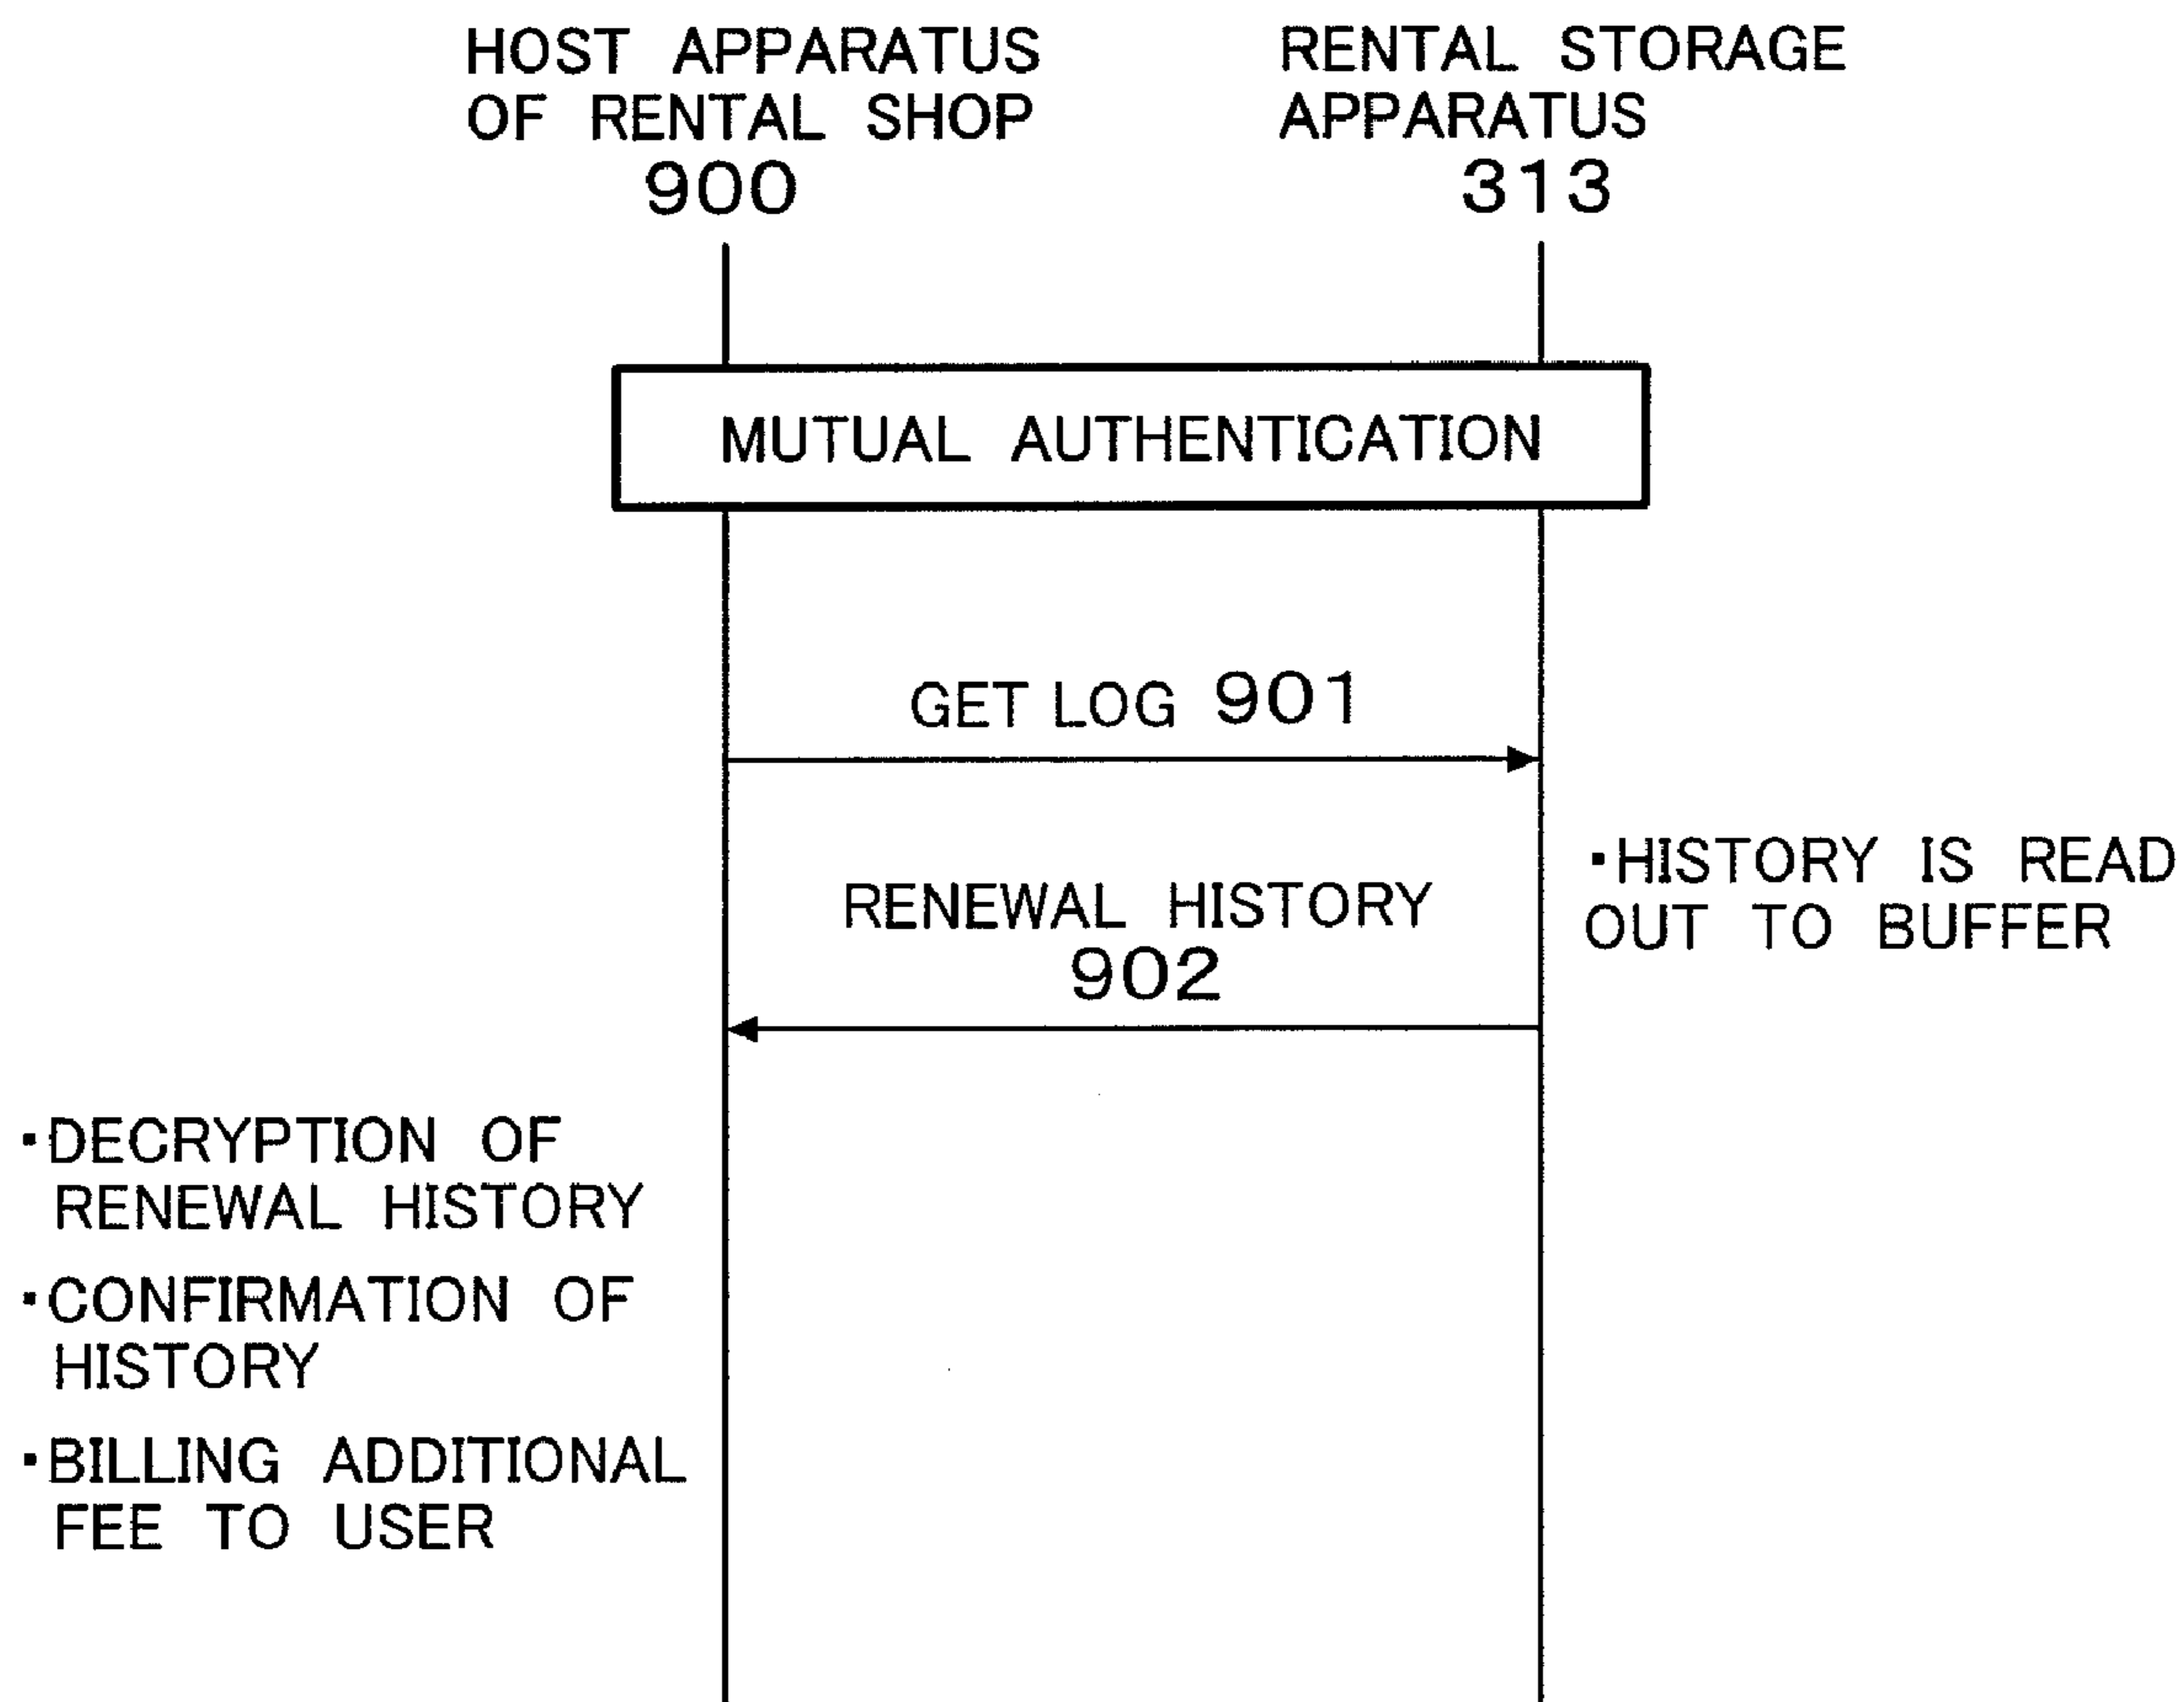 HOST APPARATUS
OF RENTAL SHOP
900
RENTAL STORAGE
APPARATUS
313
MUTUAL AUTHENTICATION
GET LOG 901
・HISTORY IS READ
OUT TO BUFFER
RENEWAL HISTORY
902
・DECRYPTION OF
RENEWAL HISTORY
・CONFIRMATION OF
HISTORY
・BILLING ADDITIONAL
FEE TO USER